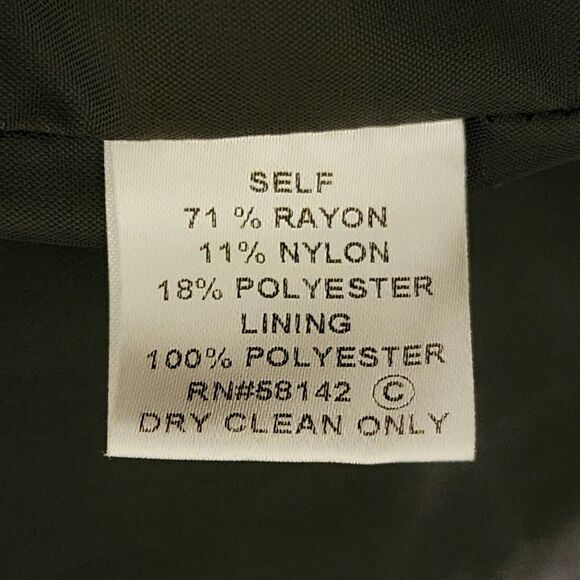 SELF
71 % RAYON
11% NYLON
18% POLYESTER
LINING
100% POLYESTER
RN#58142 Ⓒ
DRY CLEAN ONLY